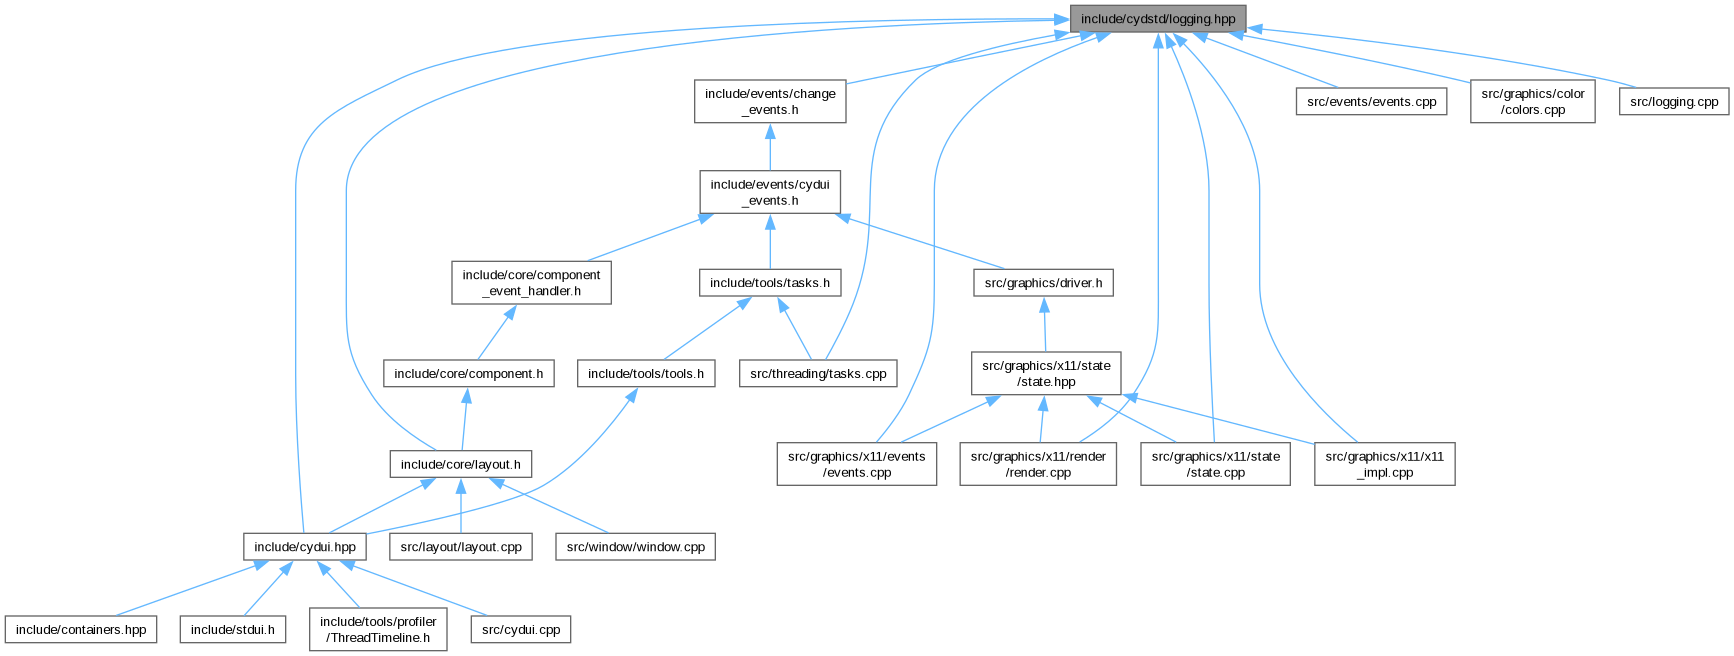 include/cydstd/logging.hpp
include/events/change
_events.h
src/events/events.cpp
src/graphics/color
/colors.cpp
src/logging.cpp
include/events/cydui
_events.h
include/core/component
_event_handler.h
include/tools/tasks.h
src/graphics/driver.h
include/core/component.h
include/tools/tools.h
src/threading/tasks.cpp
src/graphics/x11/state
/state.hpp
include/core/layout.h
src/graphics/x11/events
/events.cpp
src/graphics/x11/render
/render.cpp
src/graphics/x11/state
/state.cpp
src/graphics/x11/x11
_impl.cpp
include/cydui.hpp
src/layout/layout.cpp
src/window/window.cpp
include/containers.hpp
include/stdui.h
include/tools/profiler
/ThreadTimeline.h
src/cydui.cpp